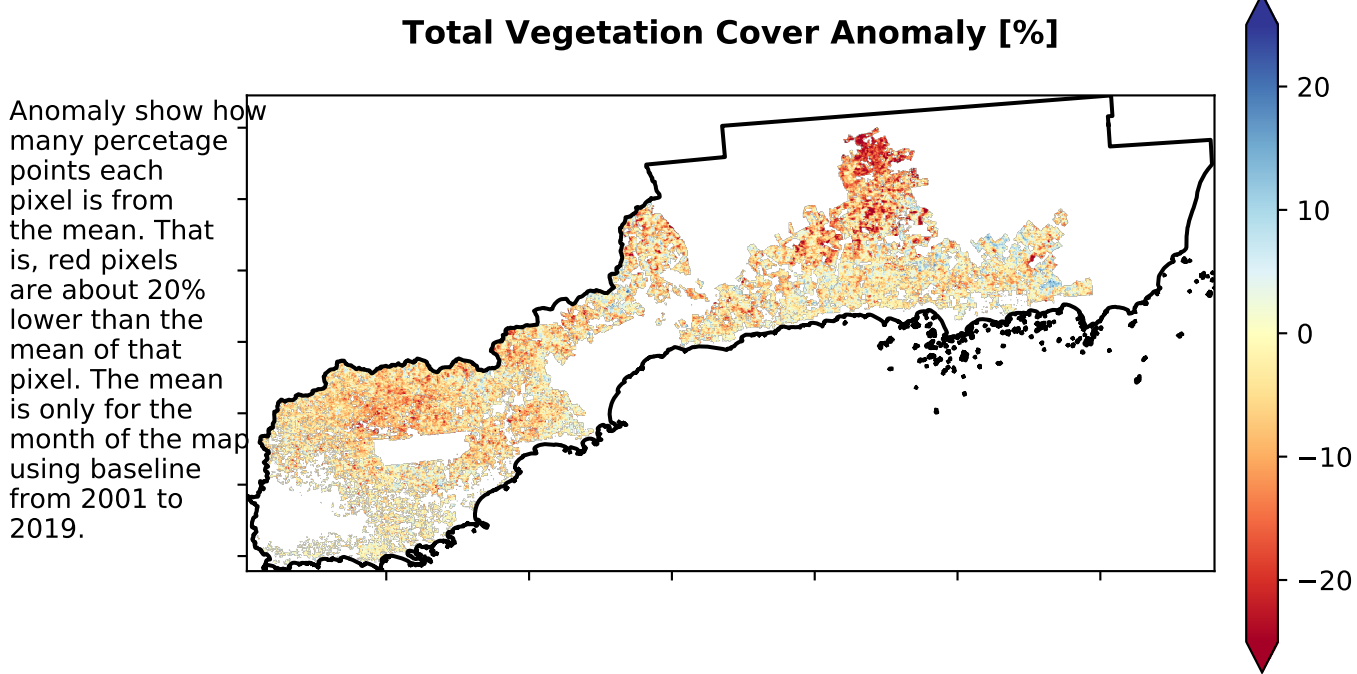 Total Vegetation Cover Anomaly [%]
Anomaly show how
many percetage
points each
pixel is from
the mean. That
is, red pixels
are about 20%
lower than the
mean of that
pixel. The mean
is only for the
month of the map
using baseline
from 2001 to
2019.
20
10
0
−10
−20